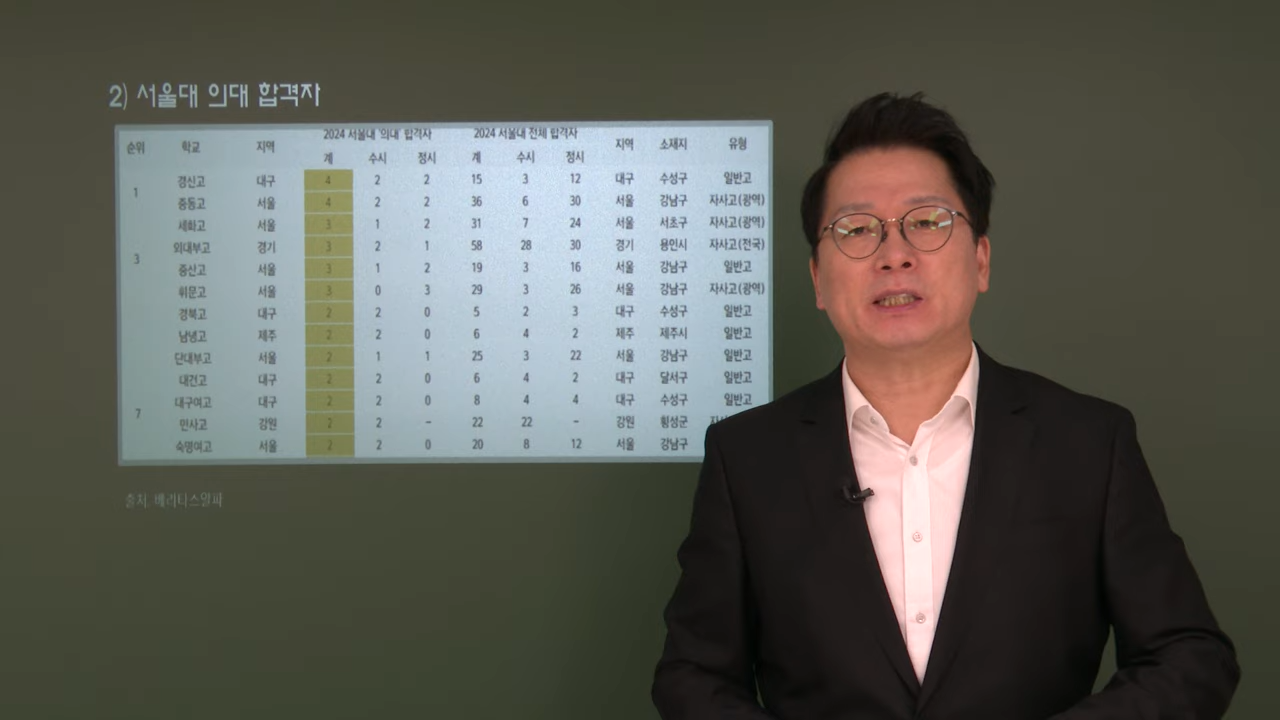 2) 서울대 의대 합격자
순위 학교 지역 2024 서울대 '의대' 합격자 2024 서울대 전체 합격자 지역 소재지 유형
계 수시 정시 계 수시 정시
1 경신고 대구 4 2 2 15 3 12 대구 수성구 일반고
중동고 서울 4 2 2 36 6 30 서울 강남구 자사고(광역)
3 세화고 서울 3 1 2 31 7 24 서울 서초구 자사고(광역)
외대부고 경기 3 2 1 58 28 30 경기 용인시 자사고(전국)
중산고 서울 3 1 2 19 3 16 서울 강남구 일반고
휘문고 서울 3 0 3 29 3 26 서울 강남구 자사고(광역)
7 경북고 대구 2 2 0 5 2 3 대구 수성구 일반고
남녕고 제주 2 2 0 6 4 2 제주 제주시 일반고
단대부고 서울 2 1 1 25 3 22 서울 강남구 일반고
대건고 대구 2 2 0 6 4 2 대구 달서구 일반고
대구여고 대구 2 2 0 8 4 4 대구 수성구 일반고
민사고 강원 2 2 - 22 22 - 강원 횡성군
숙명여고 서울 2 2 0 20 8 12 서울 강남구
출처. 베리타스알파